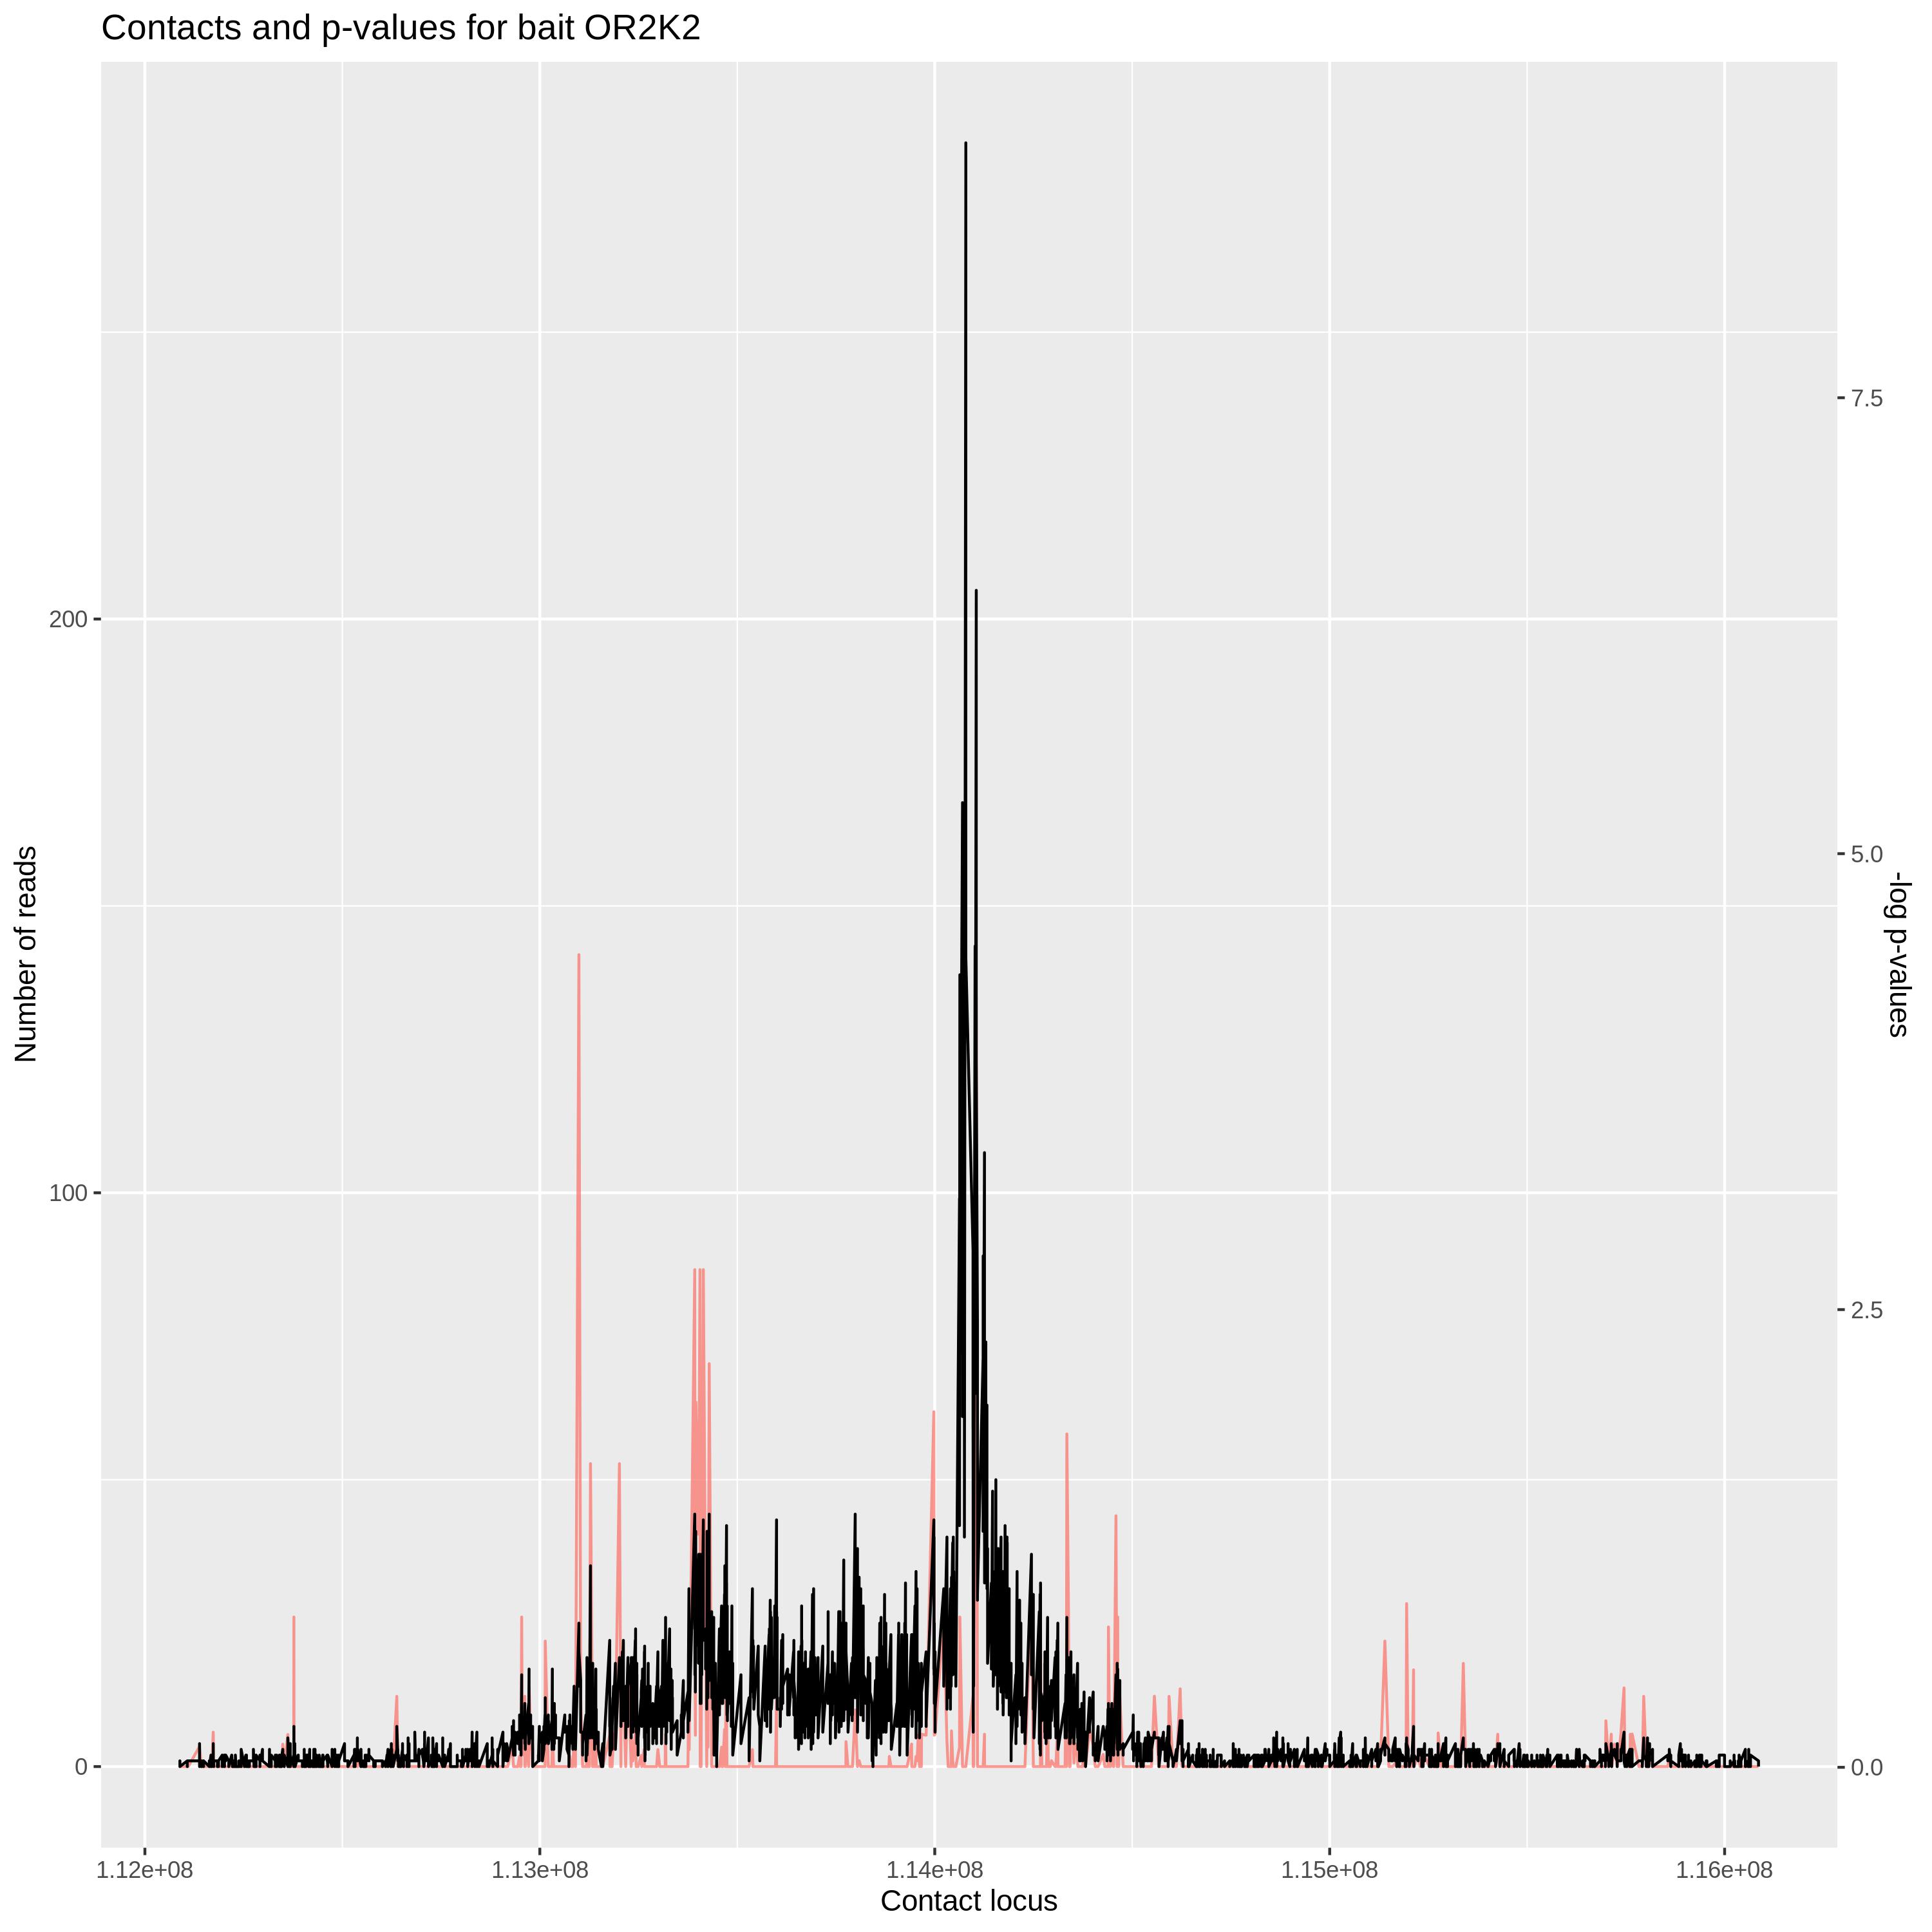 Contacts and p-values for bait OR2K2
Number of reads
200
100
0
7.5
5.0
2.5
0.0
-log p-values
1.12e+08
1.13e+08
1.14e+08
1.15e+08
1.16e+08
Contact locus